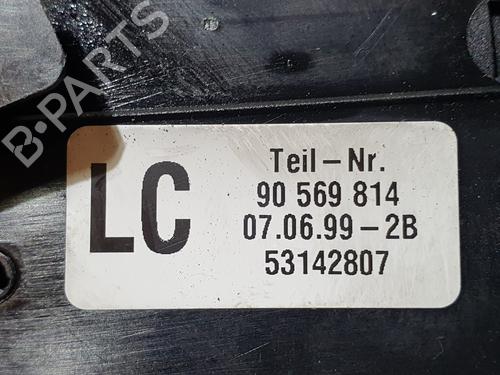 B-PARTS
LC
Teil-Nr.
90 569 814
07.06.99-2B
53142807